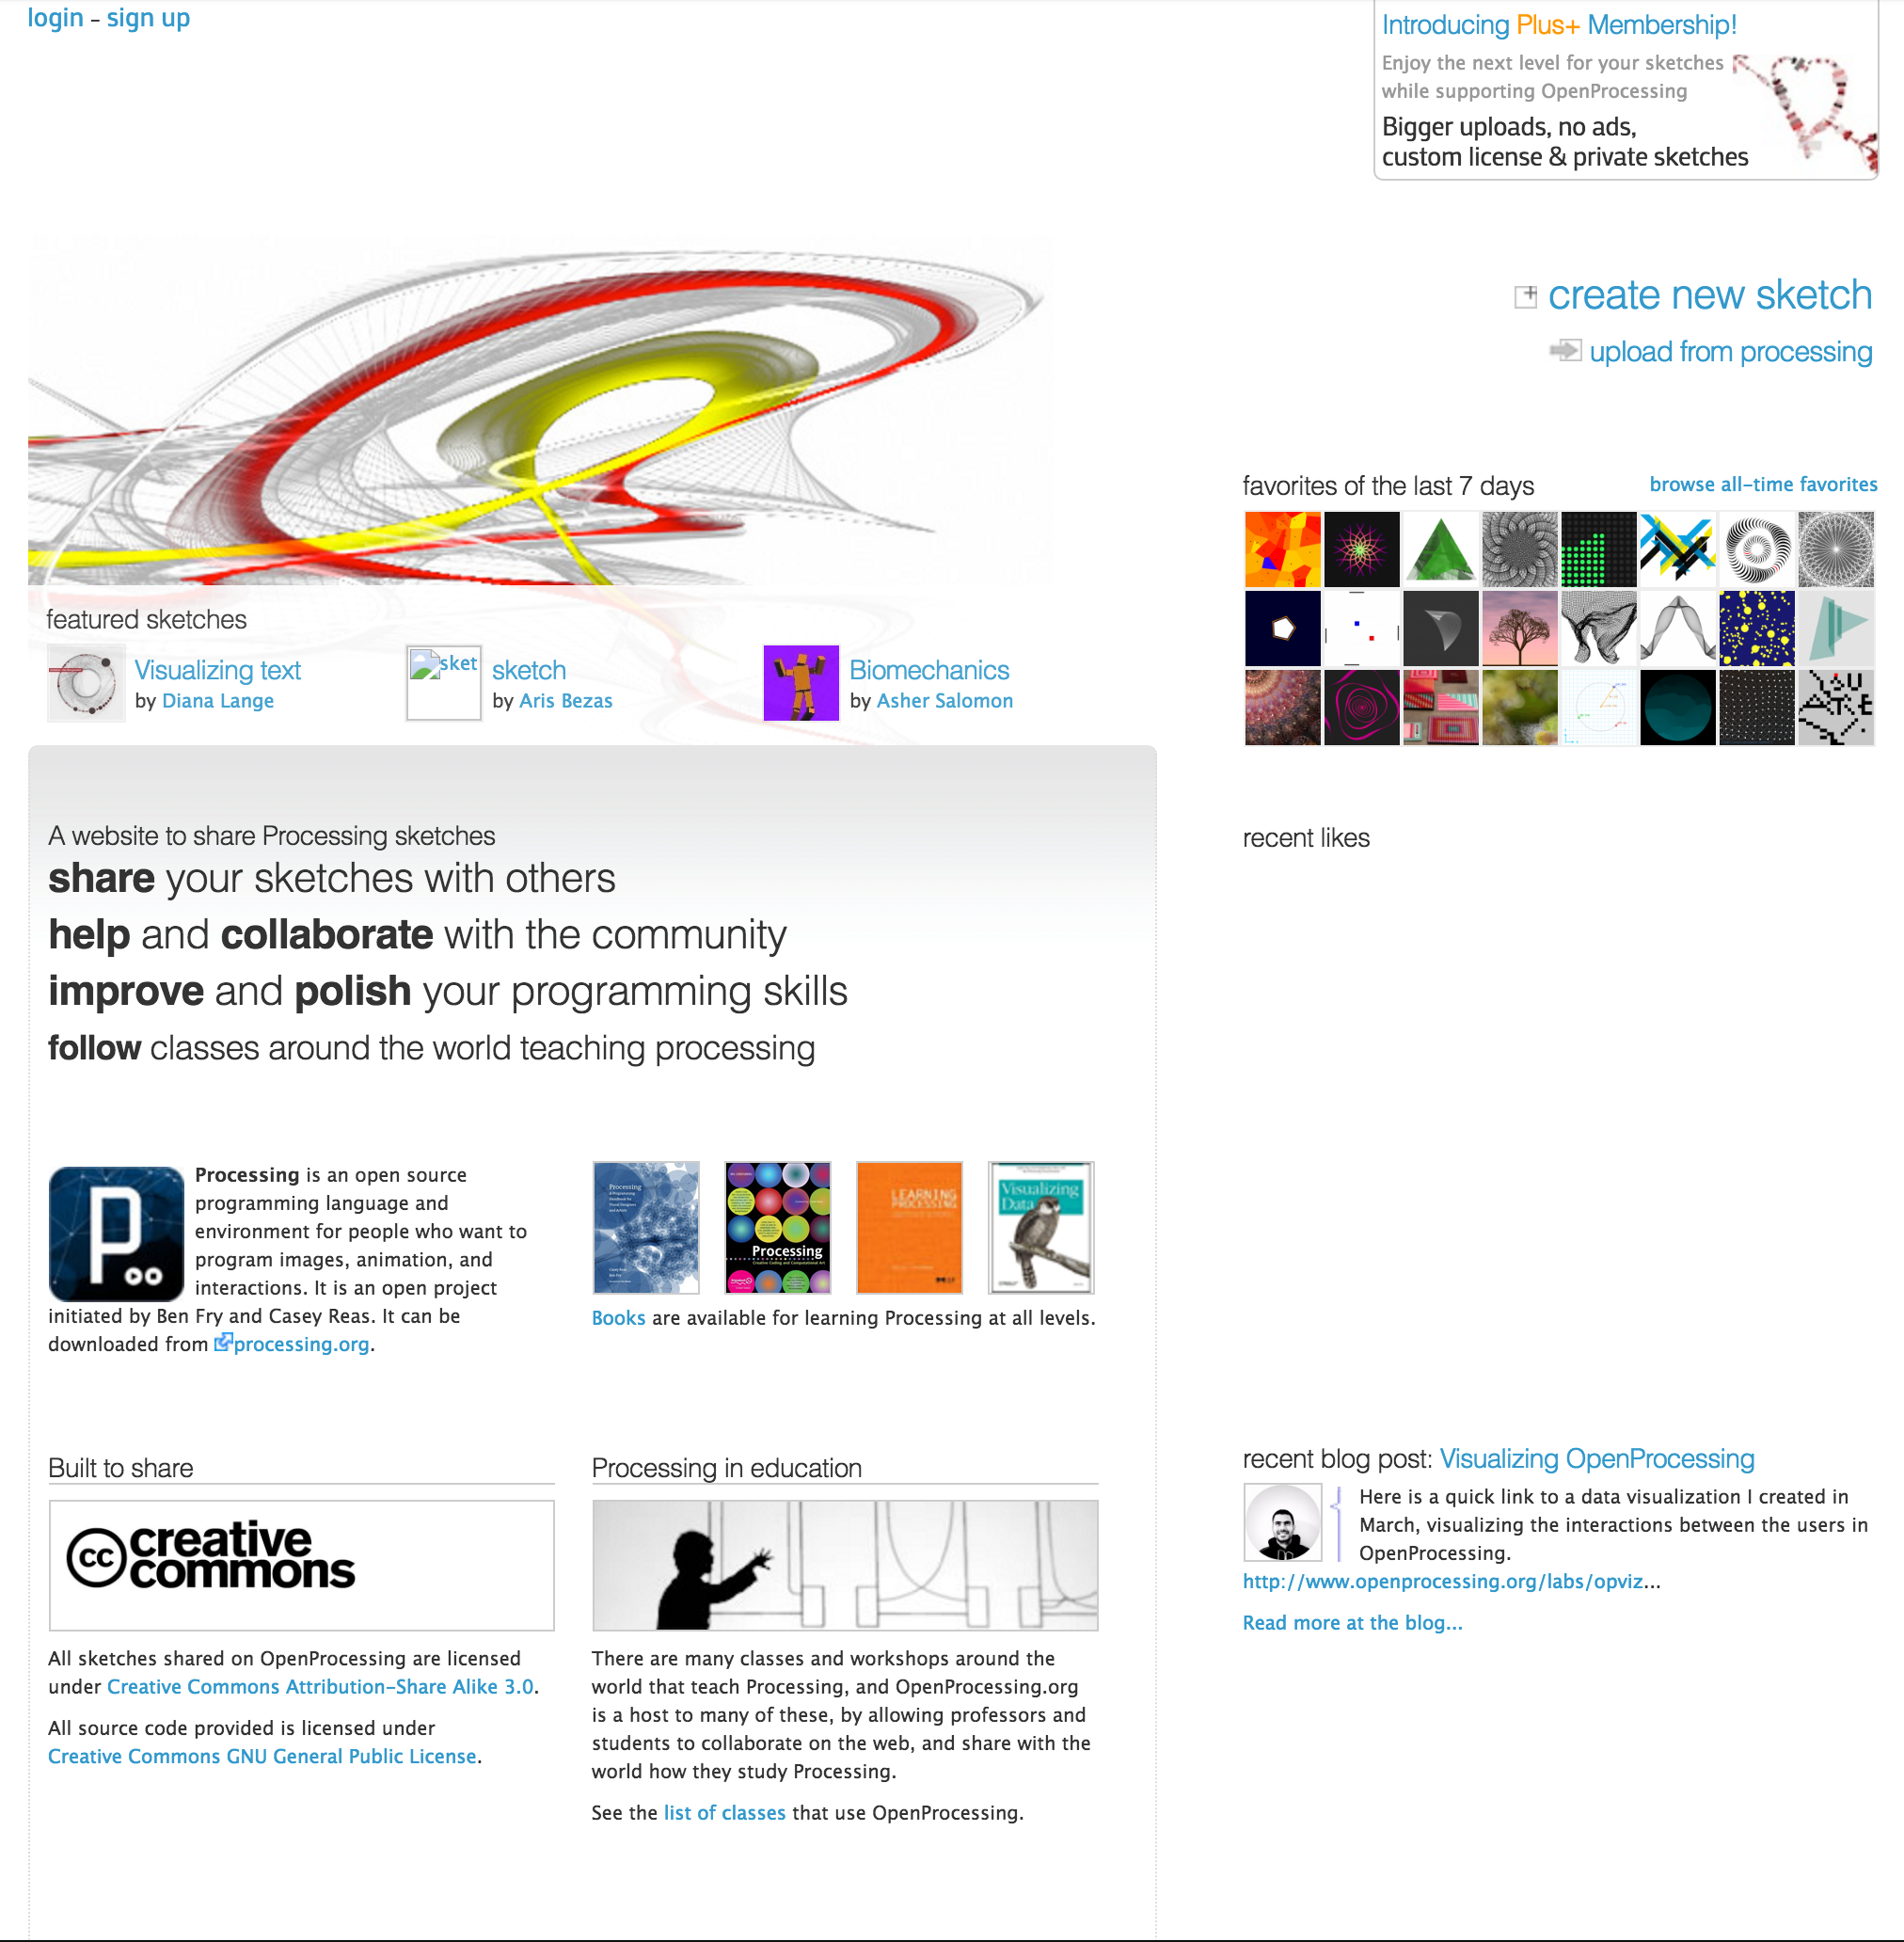 login - sign up
Introducing Plus+ Membership!
Enjoy the next level for your sketches
while supporting OpenProcessing
Bigger uploads, no ads,
custom license & private sketches
create new sketch
upload from processing
featured sketches
Visualizing text
by Diana Lange
sket
sketch
by Aris Bezas
Biomechanics
by Asher Salomon
favorites of the last 7 days
browse all-time favorites
A website to share Processing sketches
share your sketches with others
help and collaborate with the community
improve and polish your programming skills
follow classes around the world teaching processing
recent likes
P
Processing is an open source
programming language and
environment for people who want to
program images, animation, and
interactions. It is an open project
initiated by Ben Fry and Casey Reas. It can be
downloaded from processing.org.
Processing
Processing
Creative Coding and Computational Art
LEARNING
PROCESSING
Visualizing
Data
Books are available for learning Processing at all levels.
Built to share
cc creative
commons
All sketches shared on OpenProcessing are licensed
under Creative Commons Attribution-Share Alike 3.0.
All source code provided is licensed under
Creative Commons GNU General Public License.
Processing in education
There are many classes and workshops around the
world that teach Processing, and OpenProcessing.org
is a host to many of these, by allowing professors and
students to collaborate on the web, and share with the
world how they study Processing.
See the list of classes that use OpenProcessing.
recent blog post: Visualizing OpenProcessing
Here is a quick link to a data visualization I created in
March, visualizing the interactions between the users in
OpenProcessing.
http://www.openprocessing.org/labs/opviz...
Read more at the blog...